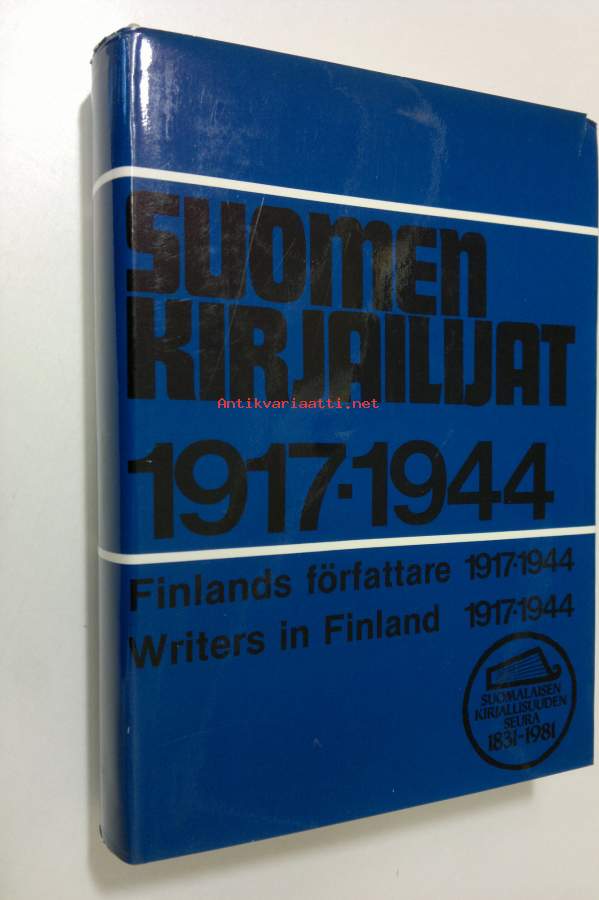 SUOMEN
KIRJAILIJAT
Antikvariaatti.net
1917-1944
Finlands författare 1917-1944
Writers in Finland 1917-1944
SUOMALAISEN
KIRJALLISUUDEN
SEURA
1831-1981